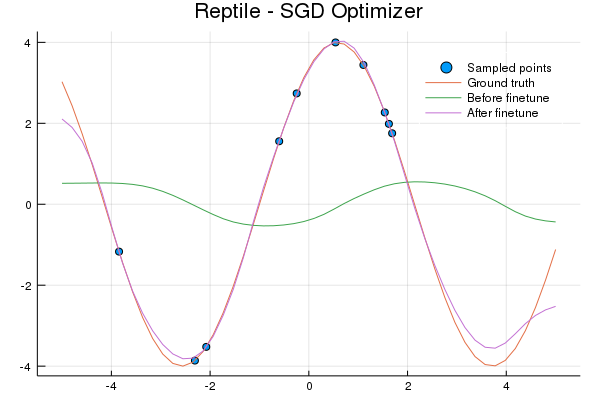 Reptile - SGD Optimizer
Sampled points
Ground truth
Before finetune
After finetune
4
2
0
-2
-4
-4
-2
0
2
4